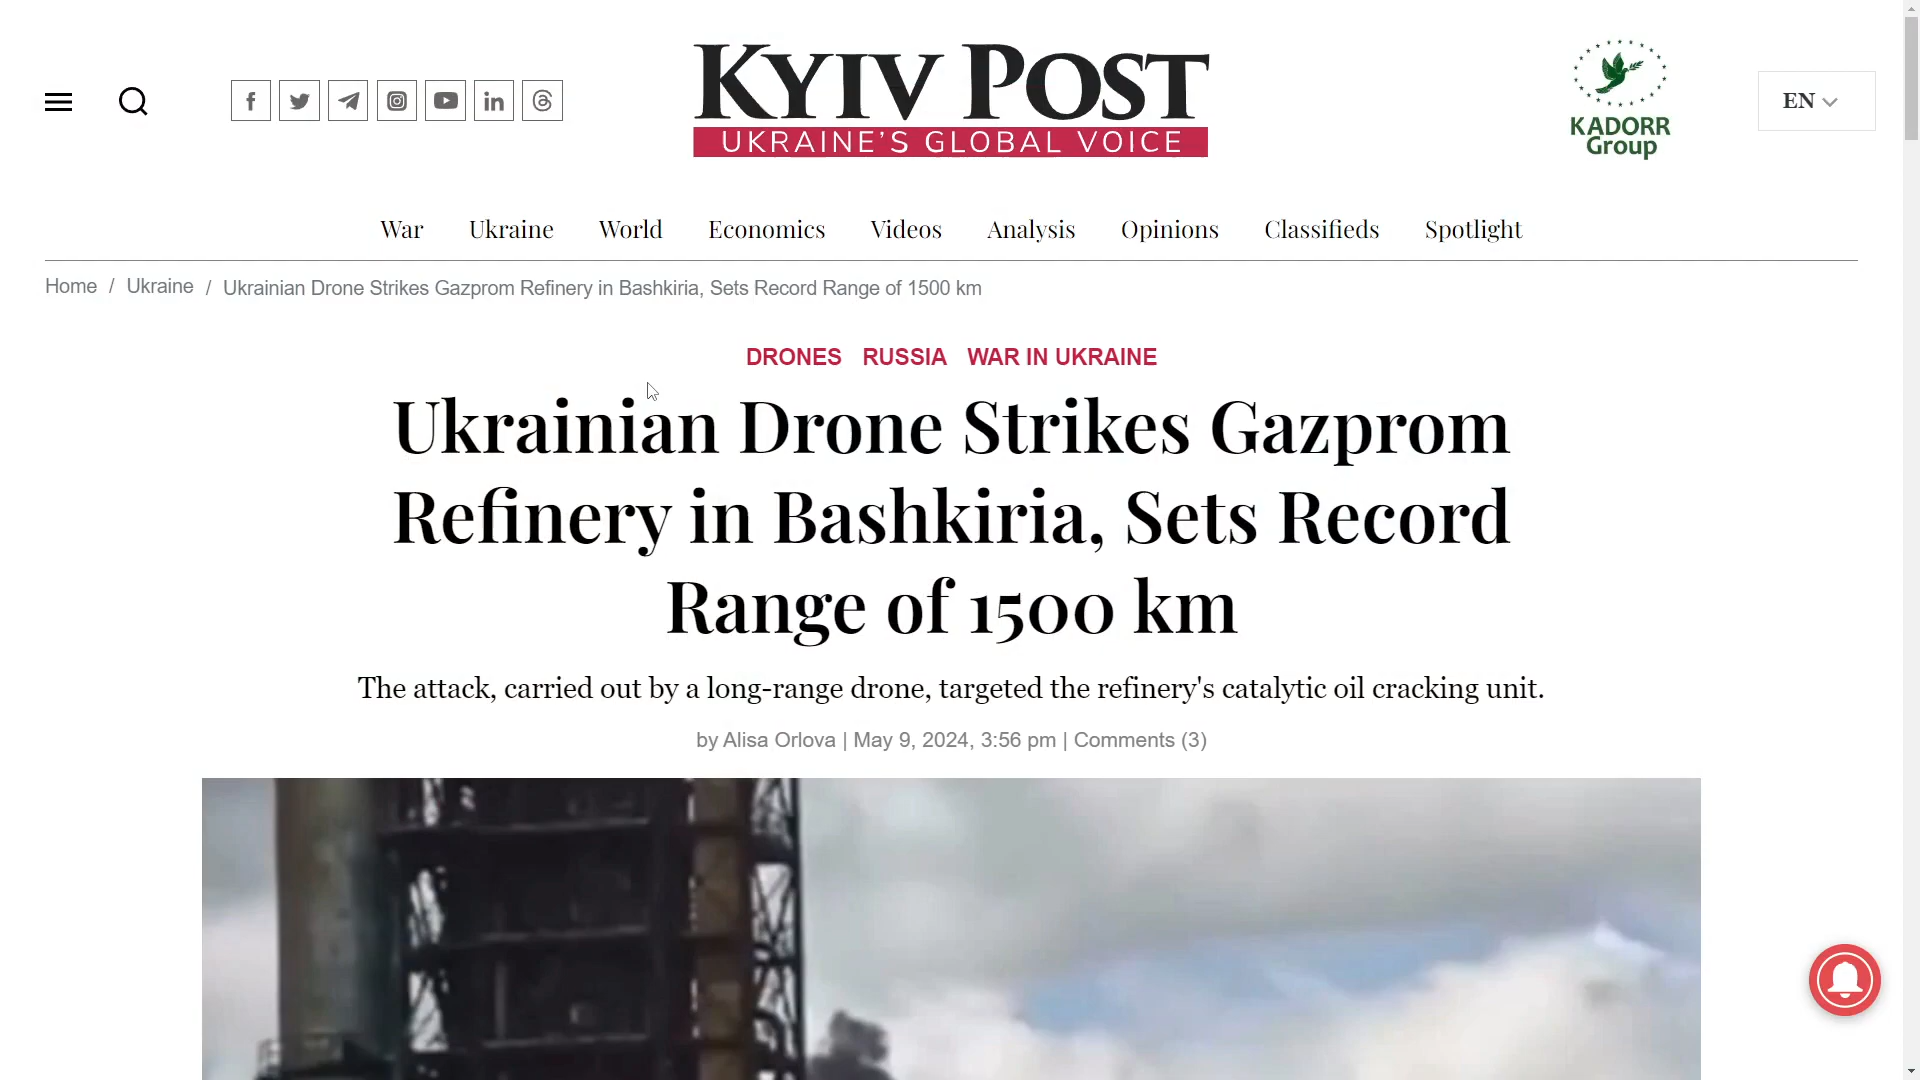 KYIV POST
UKRAINE'S GLOBAL VOICE
KADORR
Group
EN
War Ukraine World Economics Videos Analysis Opinions Classifieds Spotlight
Home / Ukraine / Ukrainian Drone Strikes Gazprom Refinery in Bashkiria, Sets Record Range of 1500 km
DRONES RUSSIA WAR IN UKRAINE
Ukrainian Drone Strikes Gazprom
Refinery in Bashkiria, Sets Record
Range of 1500 km
The attack, carried out by a long-range drone, targeted the refinery's catalytic oil cracking unit.
by Alisa Orlova | May 9, 2024, 3:56 pm | Comments (3)